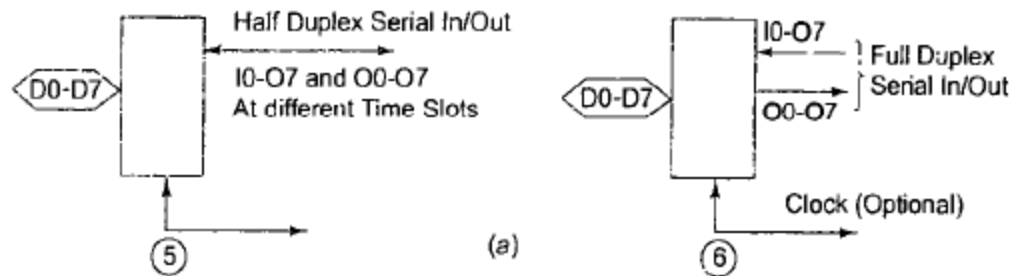 Half Duplex Serial In/Out
D0-D7
I0-O7 and O0-O7
At different Time Slots
5
(a)
I0-O7
Full Duplex
Serial In/Out
D0-D7
O0-O7
Clock (Optional)
6